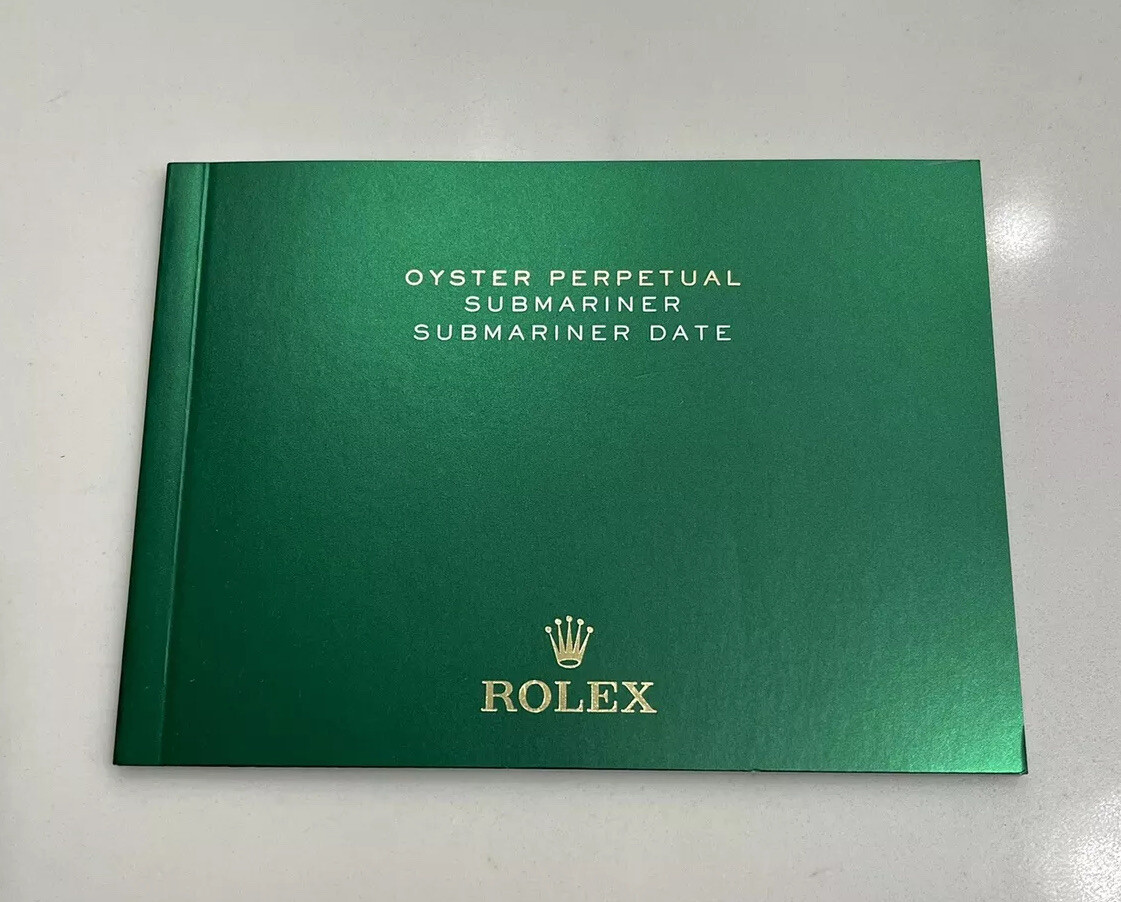 OYSTER PERPETUAL
SUBMARINER
SUBMARINER DATE
ROLEX